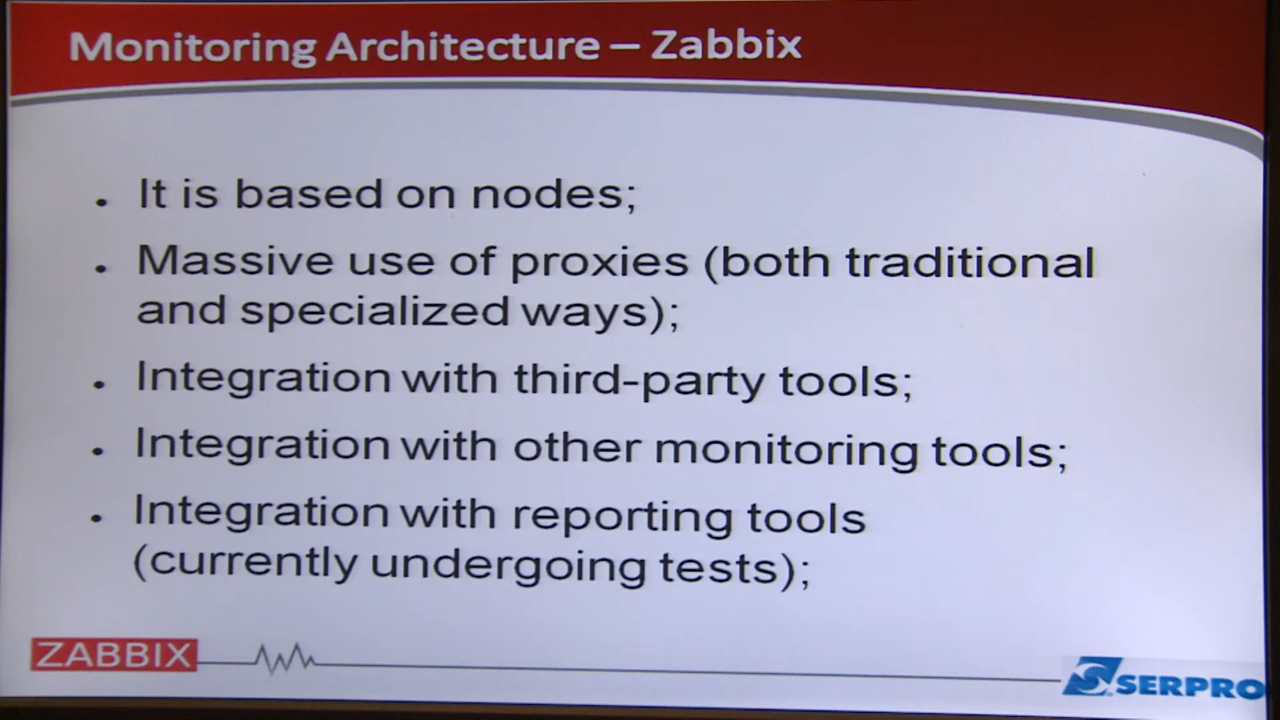 Monitoring Architecture – Zabbix
. It is based on nodes;
. Massive use of proxies (both traditional
and specialized ways);
. Integration with third-party tools;
. Integration with other monitoring tools;
. Integration with reporting tools
(currently undergoing tests);
ZABBIX
SERPRO